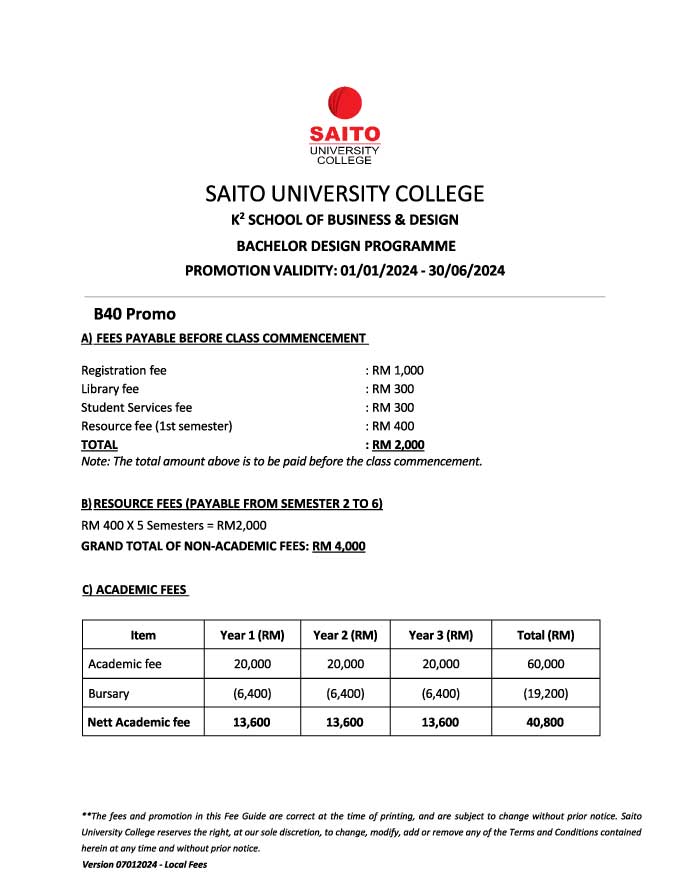 SAITO
UNIVERSITY
COLLEGE
SAITO UNIVERSITY COLLEGE
K² SCHOOL OF BUSINESS & DESIGN
BACHELOR DESIGN PROGRAMME
PROMOTION VALIDITY: 01/01/2024 - 30/06/2024
B40 Promo
A) FEES PAYABLE BEFORE CLASS COMMENCEMENT
Registration fee : RM 1,000
Library fee : RM 300
Student Services fee : RM 300
Resource fee (1st semester) : RM 400
TOTAL : RM 2,000
Note: The total amount above is to be paid before the class commencement.
B) RESOURCE FEES (PAYABLE FROM SEMESTER 2 TO 6)
RM 400 X 5 Semesters = RM2,000
GRAND TOTAL OF NON-ACADEMIC FEES: RM 4,000
C) ACADEMIC FEES
Item Year 1 (RM) Year 2 (RM) Year 3 (RM) Total (RM)
Academic fee 20,000 20,000 20,000 60,000
Bursary (6,400) (6,400) (6,400) (19,200)
Nett Academic fee 13,600 13,600 13,600 40,800
**The fees and promotion in this Fee Guide are correct at the time of printing, and are subject to change without prior notice. Saito
University College reserves the right, at our sole discretion, to change, modify, add or remove any of the Terms and Conditions contained
herein at any time and without prior notice.
Version 07012024 - Local Fees